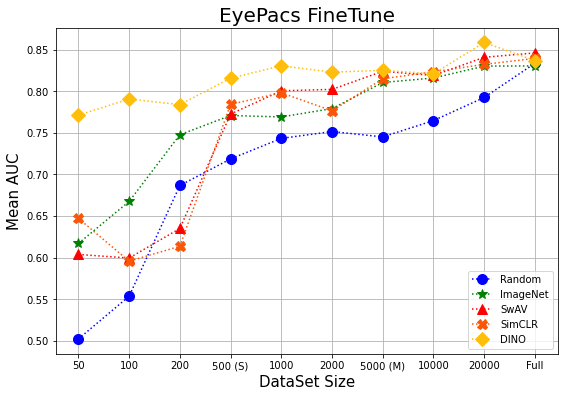 EyePacs FineTune
Mean AUC
0.85
0.80
0.75
0.70
0.65
0.60
0.55
0.50
50 100 200 500 (S) 1000 2000 5000 (M) 10000 20000 Full
DataSet Size
Random
ImageNet
SwAV
SimCLR
DINO